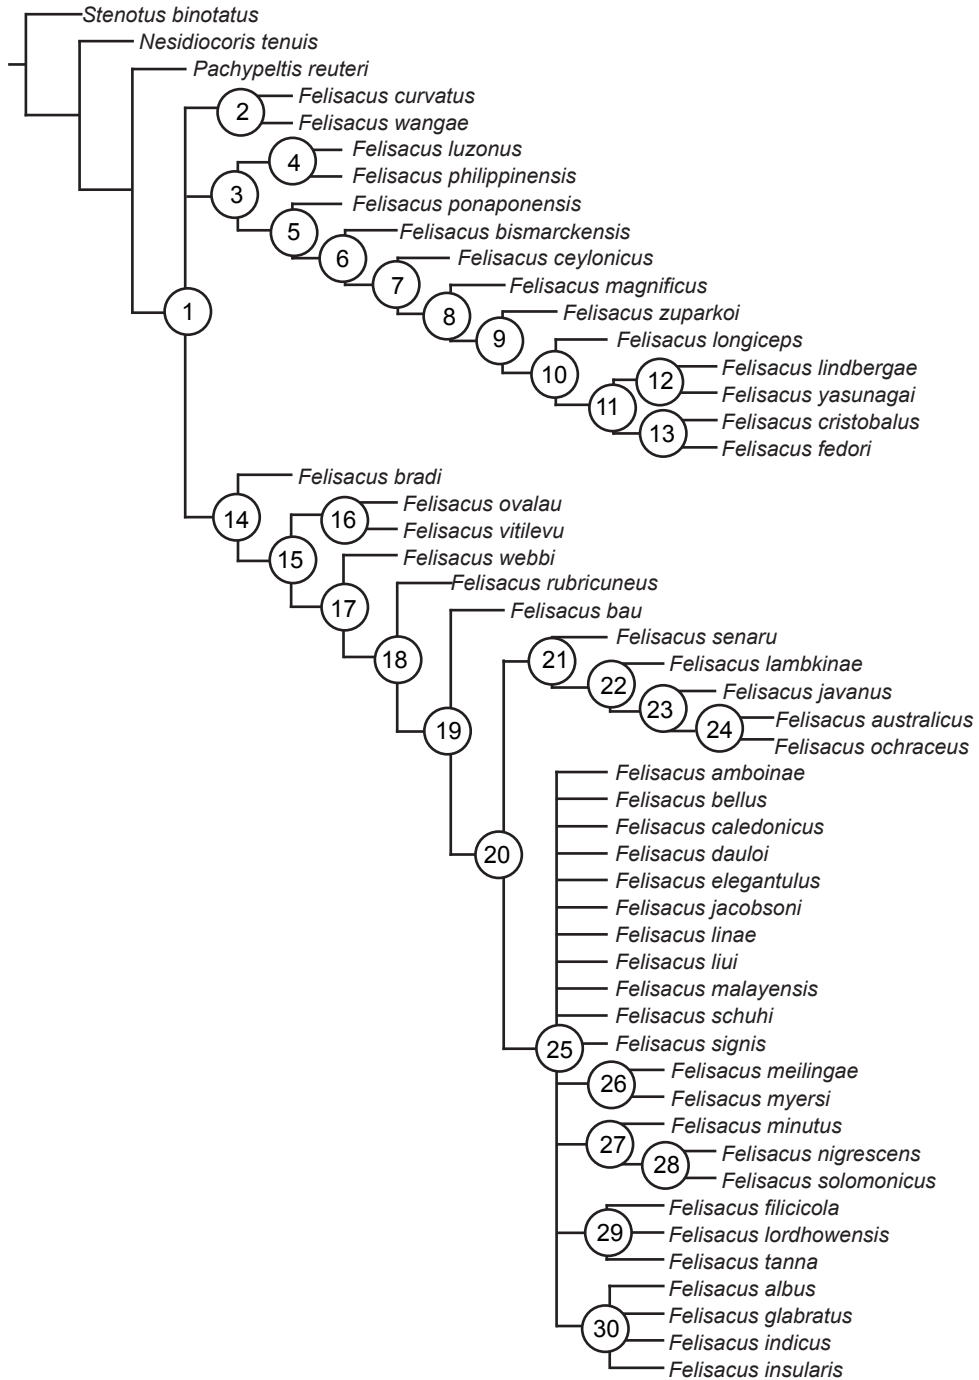 Stenotus binotatus
Nesidiocoris tenuis
Pachypeltis reuteri
Felisacus curvatus
2
Felisacus wangae
Felisacus luzonus
4
Felisacus philippinensis
3
Felisacus ponaponensis
5
Felisacus bismarckensis
6
Felisacus ceylonicus
7
Felisacus magnificus
8
Felisacus zuparkoi
9
Felisacus longiceps
10
Felisacus lindbergae
12
Felisacus yasunagai
11
Felisacus cristobalus
13
Felisacus fedori
1
Felisacus bradi
14
Felisacus ovalau
16
Felisacus vitilevu
15
Felisacus webbi
17
Felisacus rubricuneus
18
Felisacus bau
19
Felisacus senaru
21
Felisacus lambkinae
22
Felisacus javanus
23
Felisacus australicus
24
Felisacus ochraceus
20
Felisacus amboinae
Felisacus bellus
Felisacus caledonicus
Felisacus dauloi
Felisacus elegantulus
Felisacus jacobsoni
Felisacus linae
Felisacus liui
Felisacus malayensis
Felisacus schuhi
Felisacus signis
25
Felisacus meilingae
26
Felisacus myersi
Felisacus minutus
27
Felisacus nigrescens
28
Felisacus solomonicus
Felisacus filicicola
29
Felisacus lordhowensis
Felisacus tanna
Felisacus albus
Felisacus glabratus
30
Felisacus indicus
Felisacus insularis